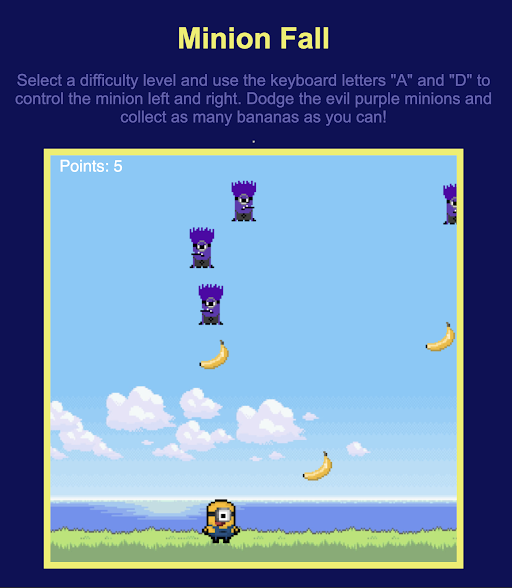 Minion Fall
Select a difficulty level and use the keyboard letters "A" and "D" to
control the minion left and right. Dodge the evil purple minions and
collect as many bananas as you can!
.
Points: 5